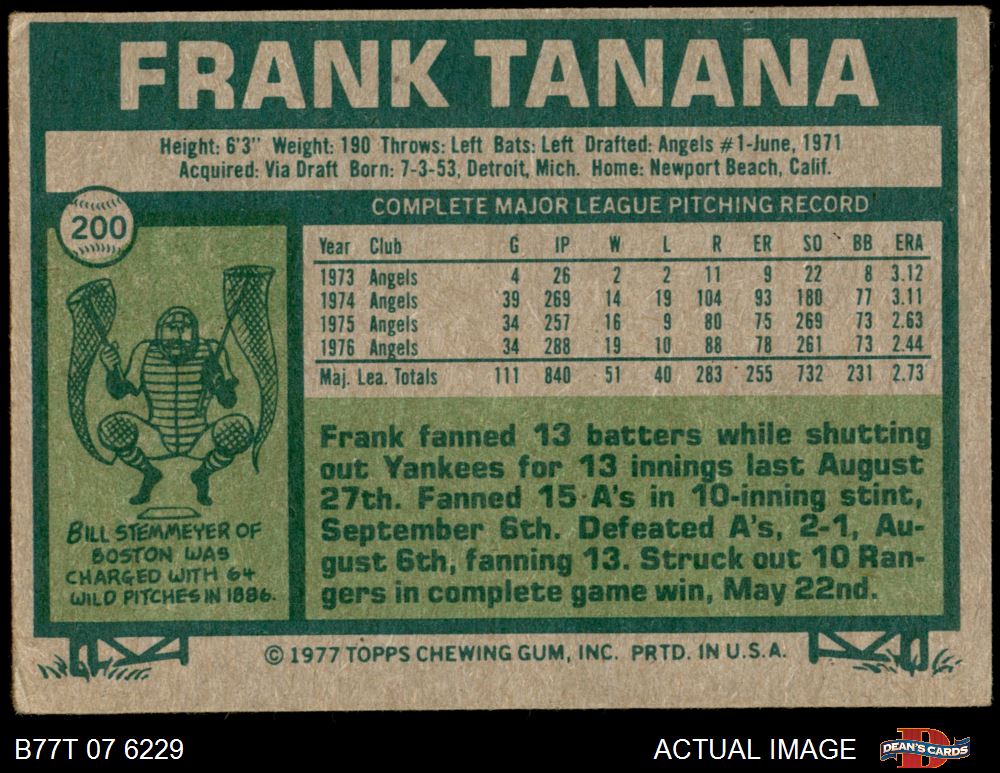 FRANK TANANA
Height: 6'3" Weight: 190 Throws: Left Bats: Left Drafted: Angels #1-June, 1971
Acquired: Via Draft Born: 7-3-53, Detroit, Mich. Home: Newport Beach, Calif.
200
COMPLETE MAJOR LEAGUE PITCHING RECORD
Year Club G IP W L R ER SO BB ERA
1973 Angels 4 26 2 2 11 9 22 8 3.12
1974 Angels 39 269 14 19 104 93 180 77 3.11
1975 Angels 34 257 16 9 80 75 269 73 2.63
1976 Angels 34 288 19 10 88 78 261 73 2.44
Maj. Lea. Totals 111 840 51 40 283 255 732 231 2.73
BILL STEMMEYER OF
BOSTON WAS
CHARGED WITH 64
WILD PITCHES IN 1886.
Frank fanned 13 batters while shutting
out Yankees for 13 innings last August
27th. Fanned 15 A's in 10-inning stint,
September 6th. Defeated A's, 2-1, Au-
gust 6th, fanning 13. Struck out 10 Ran-
gers in complete game win, May 22nd.
© 1977 TOPPS CHEWING GUM, INC. PRTD. IN U.S.A.
B77T 07 6229
ACTUAL IMAGE
DEAN'S CARDS